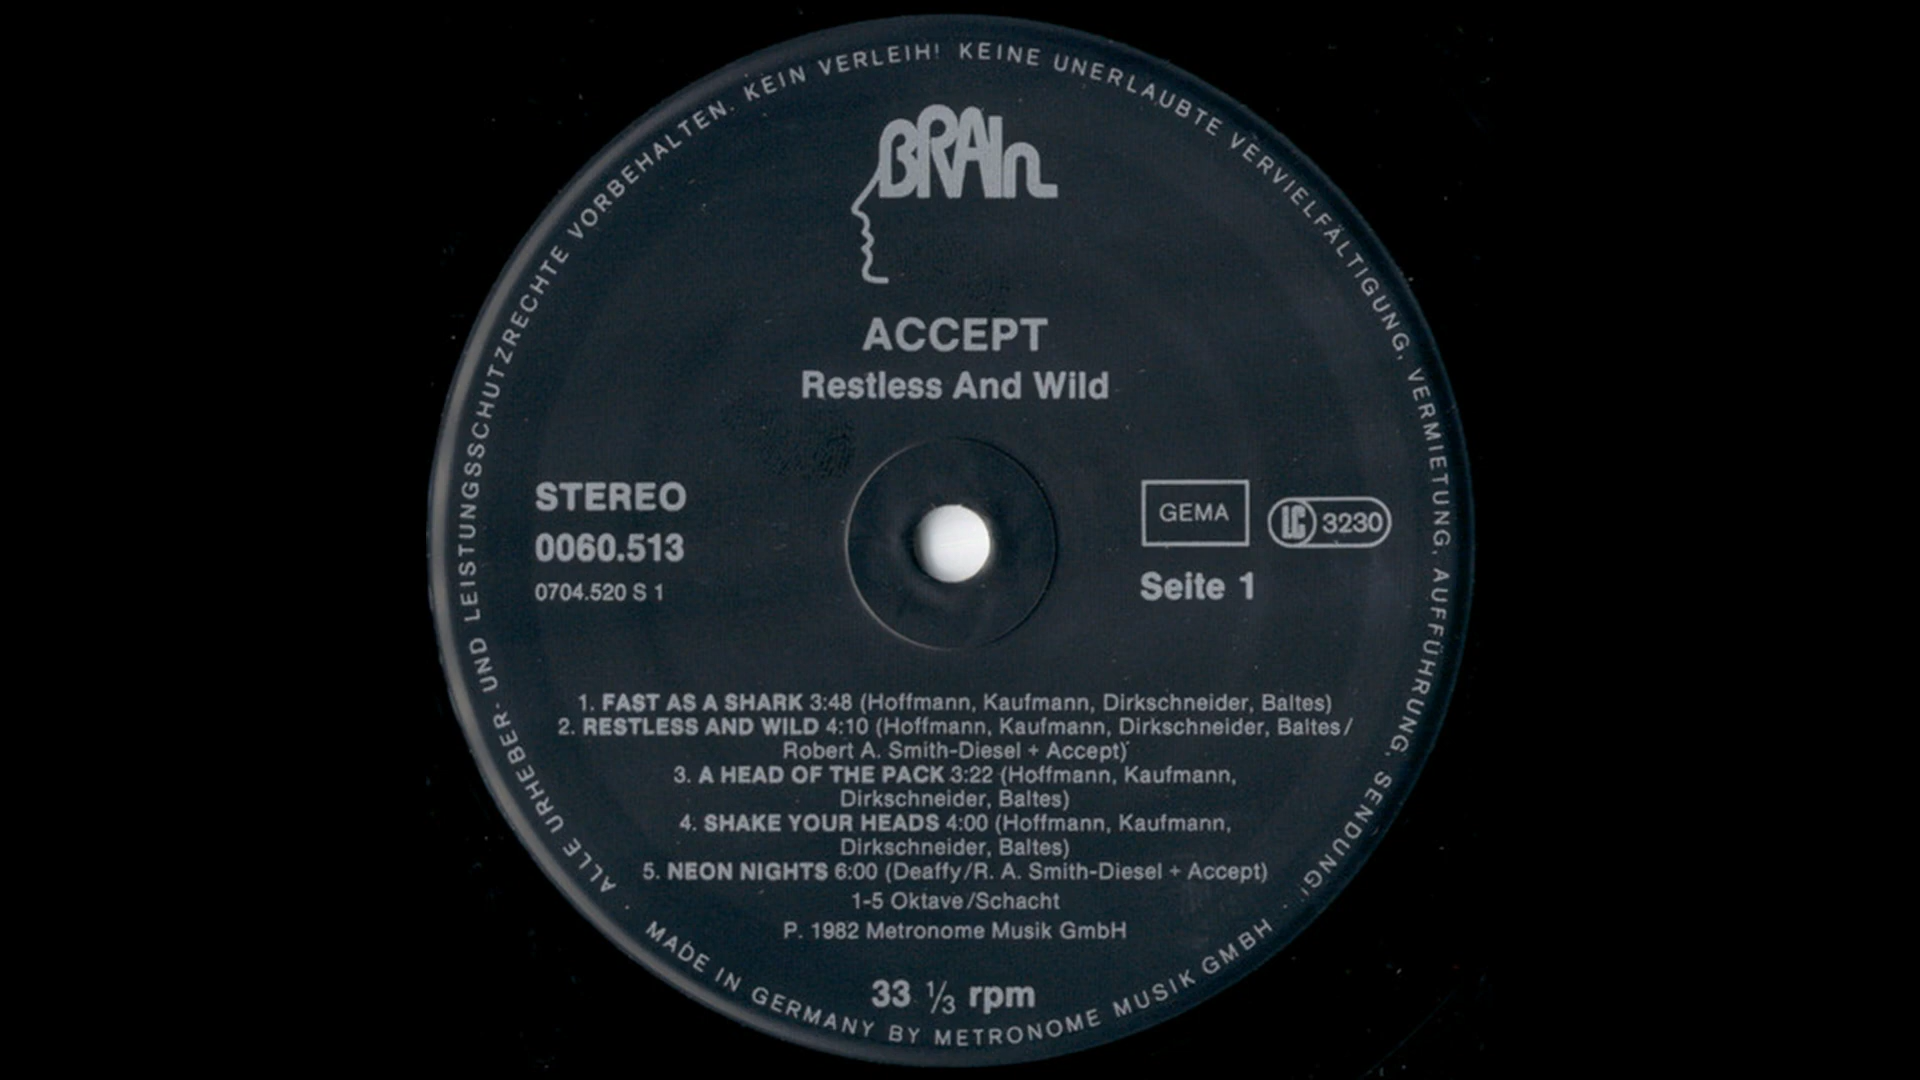 ALLE URHEBER- UND LEISTUNGSSCHUTZRECHTE VORBEHALTEN. KEIN VERLEIH! KEINE UNERLAUBTE VERVIELFÄLTIGUNG, VERMIETUNG, AUFFÜHRUNG, SENDUNG!
BRAIn
ACCEPT
Restless And Wild
STEREO
0060.513
0704.520 S 1
GEMA
LC 3230
Seite 1
1. FAST AS A SHARK 3:48 (Hoffmann, Kaufmann, Dirkschneider, Baltes)
2. RESTLESS AND WILD 4:10 (Hoffmann, Kaufmann, Dirkschneider, Baltes/
Robert A. Smith-Diesel + Accept)
3. A HEAD OF THE PACK 3:22 (Hoffmann, Kaufmann,
Dirkschneider, Baltes)
4. SHAKE YOUR HEADS 4:00 (Hoffmann, Kaufmann,
Dirkschneider, Baltes)
5. NEON NIGHTS 6:00 (Deaffy/R. A. Smith-Diesel + Accept)
1-5 Oktave/Schacht
P. 1982 Metronome Musik GmbH
33 ⅓ rpm
MADE IN GERMANY BY METRONOME MUSIK GMBH